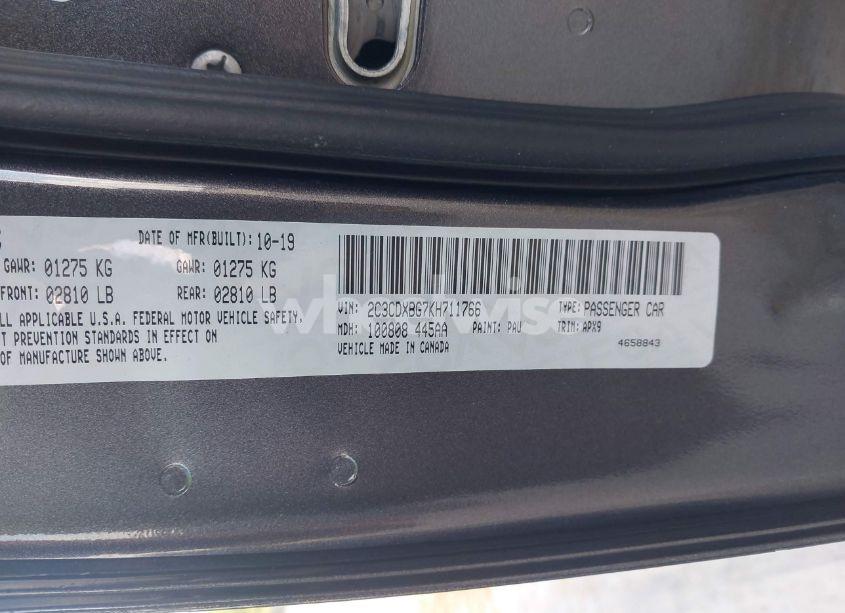 DATE OF MFR(BUILT): 10-19
GAWR: 01275 KG GAWR: 01275 KG
FRONT: 02810 LB REAR: 02810 LB
ALL APPLICABLE U.S.A. FEDERAL MOTOR VEHICLE SAFETY,
PREVENTION STANDARDS IN EFFECT ON
OF MANUFACTURE SHOWN ABOVE.
VIN: 2C3CDXBG7KH711766 TYPE: PASSENGER CAR
MDH: 100808 445AA PAINT: PAU TRIM: APX9
VEHICLE MADE IN CANADA
4658843